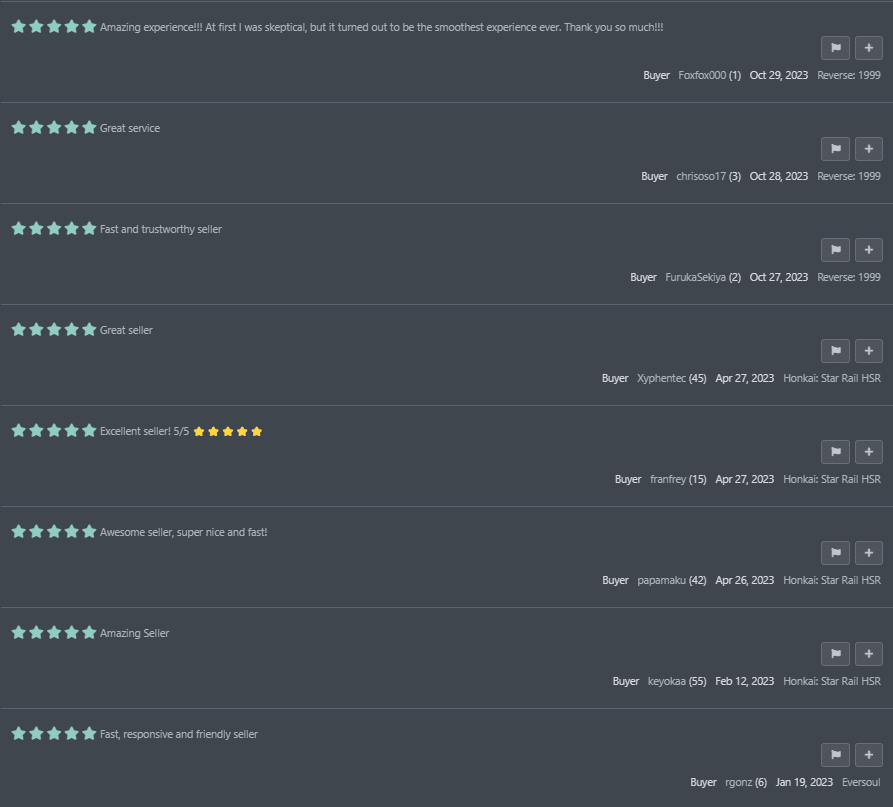 Amazing experience!!! At first I was skeptical, but it turned out to be the smoothest experience ever. Thank you so much!!!
Buyer Foxfox000 (1) Oct 29, 2023 Reverse: 1999
Great service
Buyer chrisoso17 (3) Oct 28, 2023 Reverse: 1999
Fast and trustworthy seller
Buyer FurukaSekiya (2) Oct 27, 2023 Reverse: 1999
Great seller
Buyer Xyphentec (45) Apr 27, 2023 Honkai: Star Rail HSR
Excellent seller! 5/5 ⭐⭐⭐⭐⭐
Buyer franfrey (15) Apr 27, 2023 Honkai: Star Rail HSR
Awesome seller, super nice and fast!
Buyer papamaku (42) Apr 26, 2023 Honkai: Star Rail HSR
Amazing Seller
Buyer keyokaa (55) Feb 12, 2023 Honkai: Star Rail HSR
Fast, responsive and friendly seller
Buyer rgonz (6) Jan 19, 2023 Eversoul